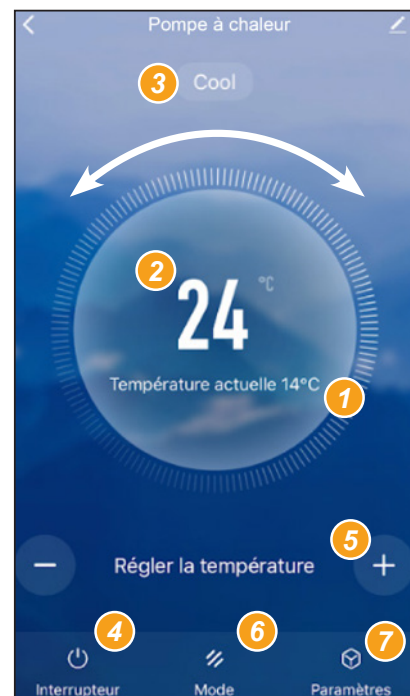 Pompe à chaleur
3 Cool
2
24 °C
Température actuelle 14°C
1
5
− Régler la température +
4 6 7
Interrupteur Mode Paramètres